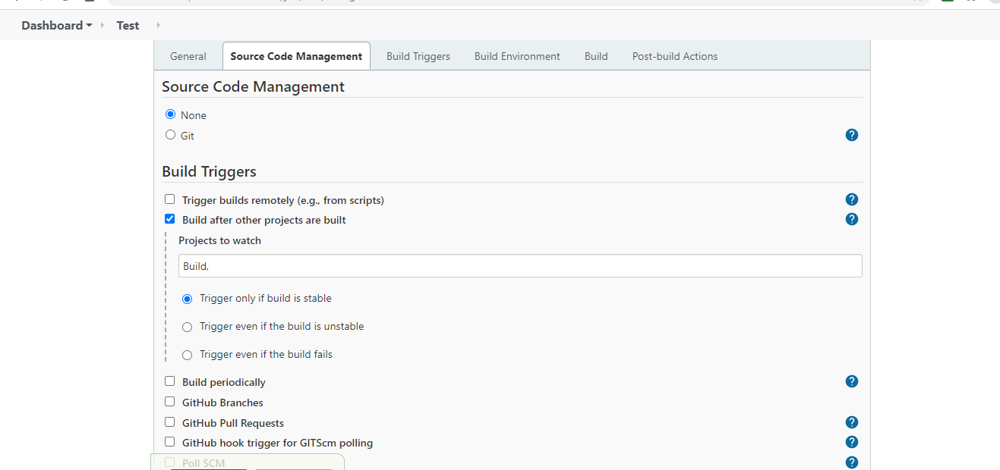 Dashboard Test
General Source Code Management Build Triggers Build Environment Build Post-build Actions
Source Code Management
None
Git
?
Build Triggers
Trigger builds remotely (e.g., from scripts)
?
Build after other projects are built
?
Projects to watch
Build,
Trigger only if build is stable
Trigger even if the build is unstable
Trigger even if the build fails
Build periodically
?
GitHub Branches
GitHub Pull Requests
?
GitHub hook trigger for GITScm polling
?
Poll SCM
?